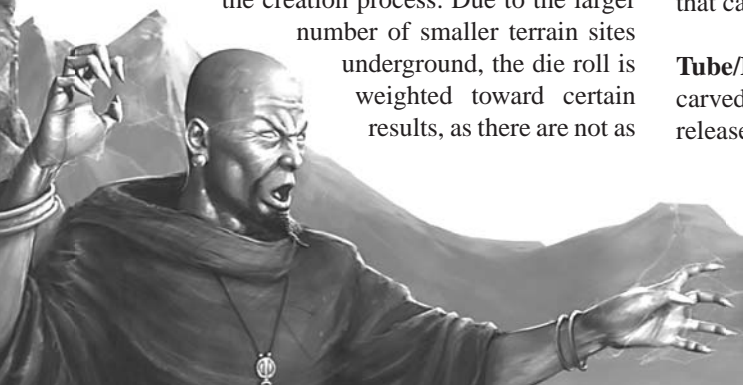 the creation process. Due to the larger
number of smaller terrain sites
underground, the die roll is
weighted toward certain
results, as there are not as
that ca
Tube/
carved
release